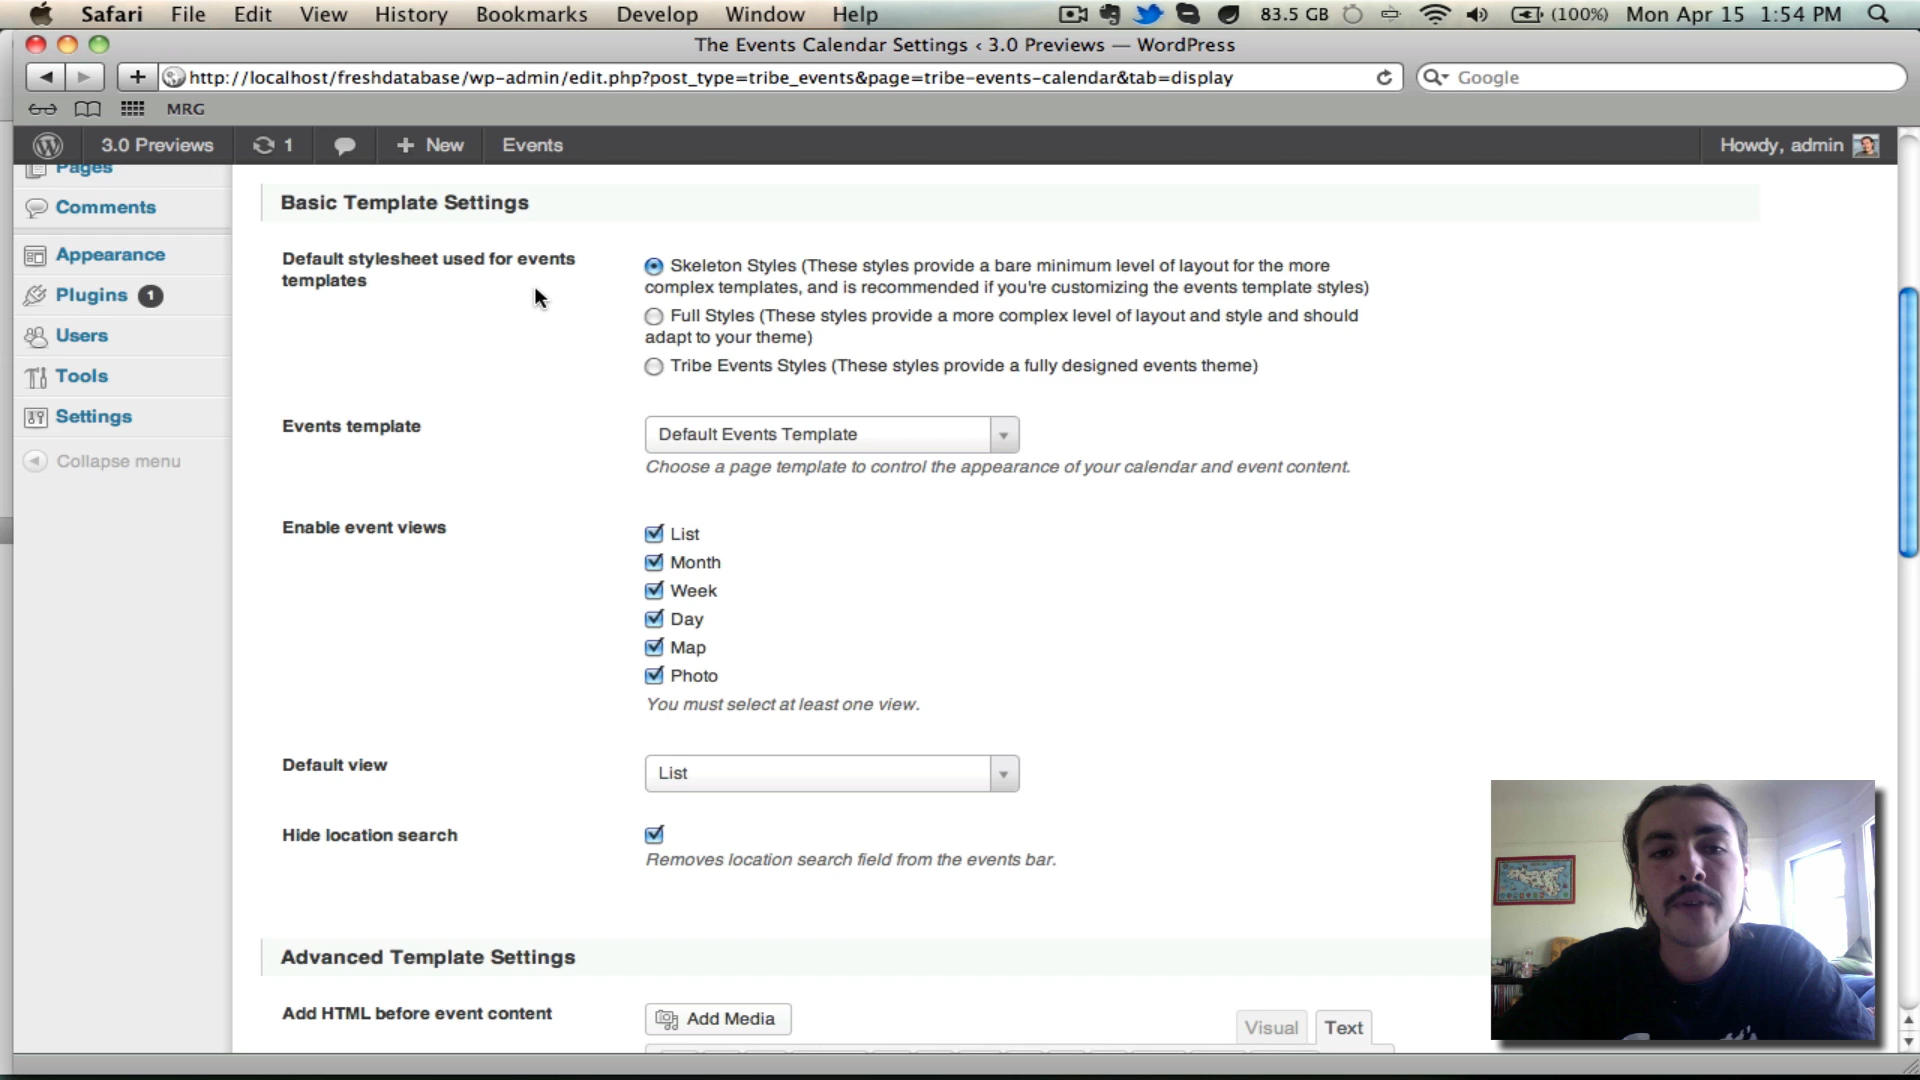 Safari File Edit View History Bookmarks Develop Window Help 83.5 GB (100%) Mon Apr 15 1:54 PM
The Events Calendar Settings ‹ 3.0 Previews — WordPress
http://localhost/freshdatabase/wp-admin/edit.php?post_type=tribe_events&page=tribe-events-calendar&tab=display
Google
MRG
3.0 Previews 1 + New Events Howdy, admin
Pages
Comments
Appearance
Plugins 1
Users
Tools
Settings
Collapse menu
Basic Template Settings
Default stylesheet used for events
templates
Skeleton Styles (These styles provide a bare minimum level of layout for the more
complex templates, and is recommended if you're customizing the events template styles)
Full Styles (These styles provide a more complex level of layout and style and should
adapt to your theme)
Tribe Events Styles (These styles provide a fully designed events theme)
Events template
Default Events Template
Choose a page template to control the appearance of your calendar and event content.
Enable event views
List
Month
Week
Day
Map
Photo
You must select at least one view.
Default view
List
Hide location search
Removes location search field from the events bar.
Advanced Template Settings
Add HTML before event content
Add Media
Visual Text